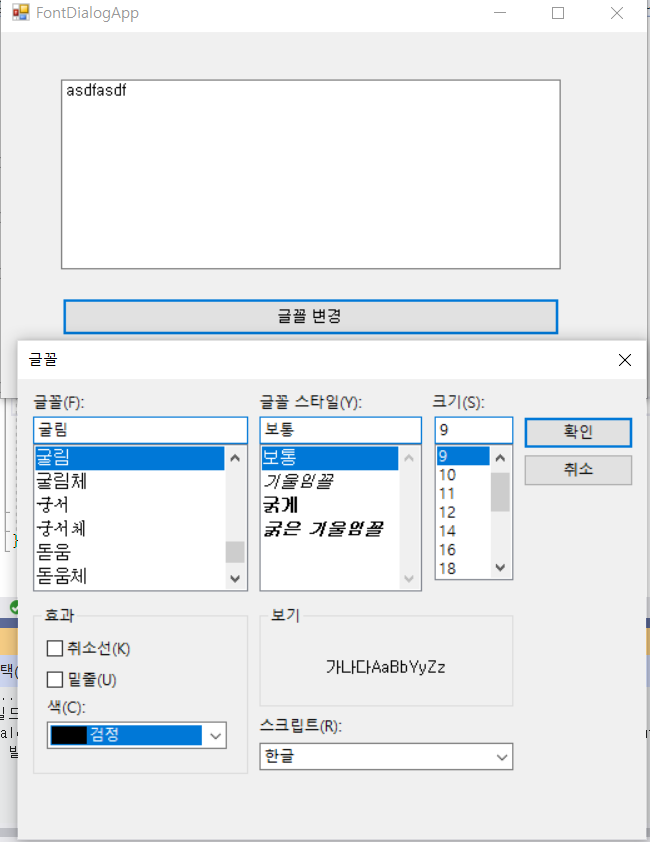 FontDialogApp
asdfasdf
글꼴 변경
글꼴
글꼴(F):
글꼴 스타일(Y):
크기(S):
굴림
보통
9
확인
취소
굴림
굴림체
궁서
궁서체
돋움
돋움체
보통
기울임꼴
굵게
굵은 기울임꼴
9
10
11
12
14
16
18
효과
취소선(K)
밑줄(U)
색(C):
검정
보기
가나다AaBbYyZz
스크립트(R):
한글